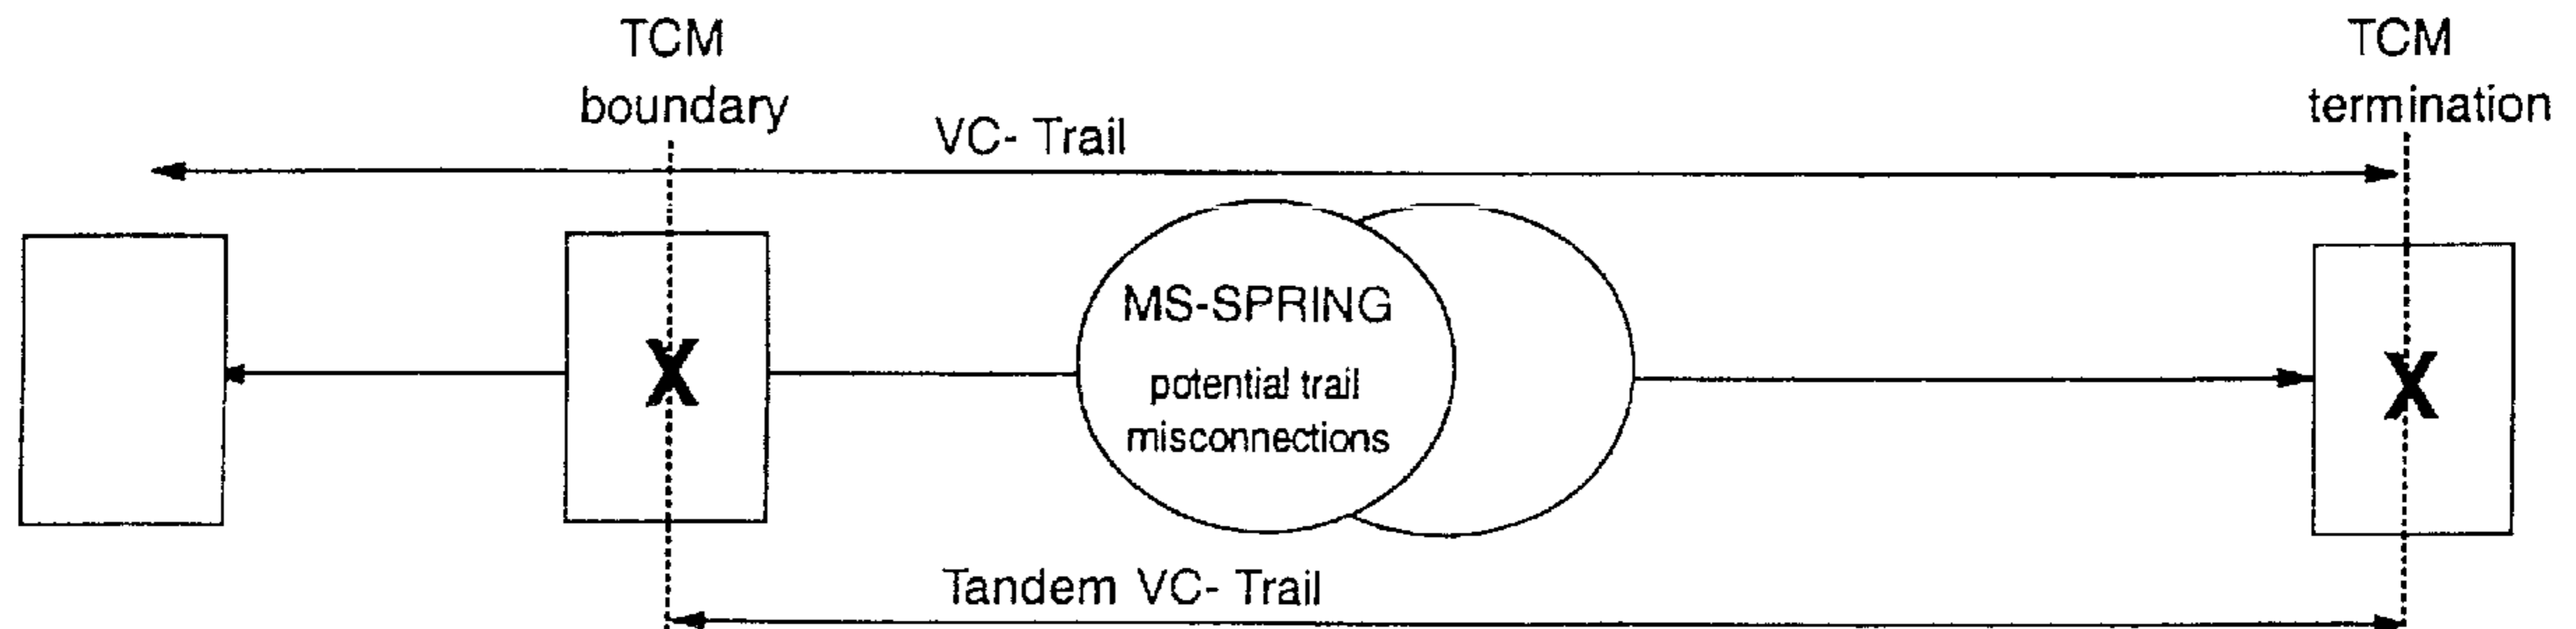 TCM
boundary
TCM
termination
VC- Trail
X
MS-SPRING
potential trail
misconnections
X
Tandem VC- Trail